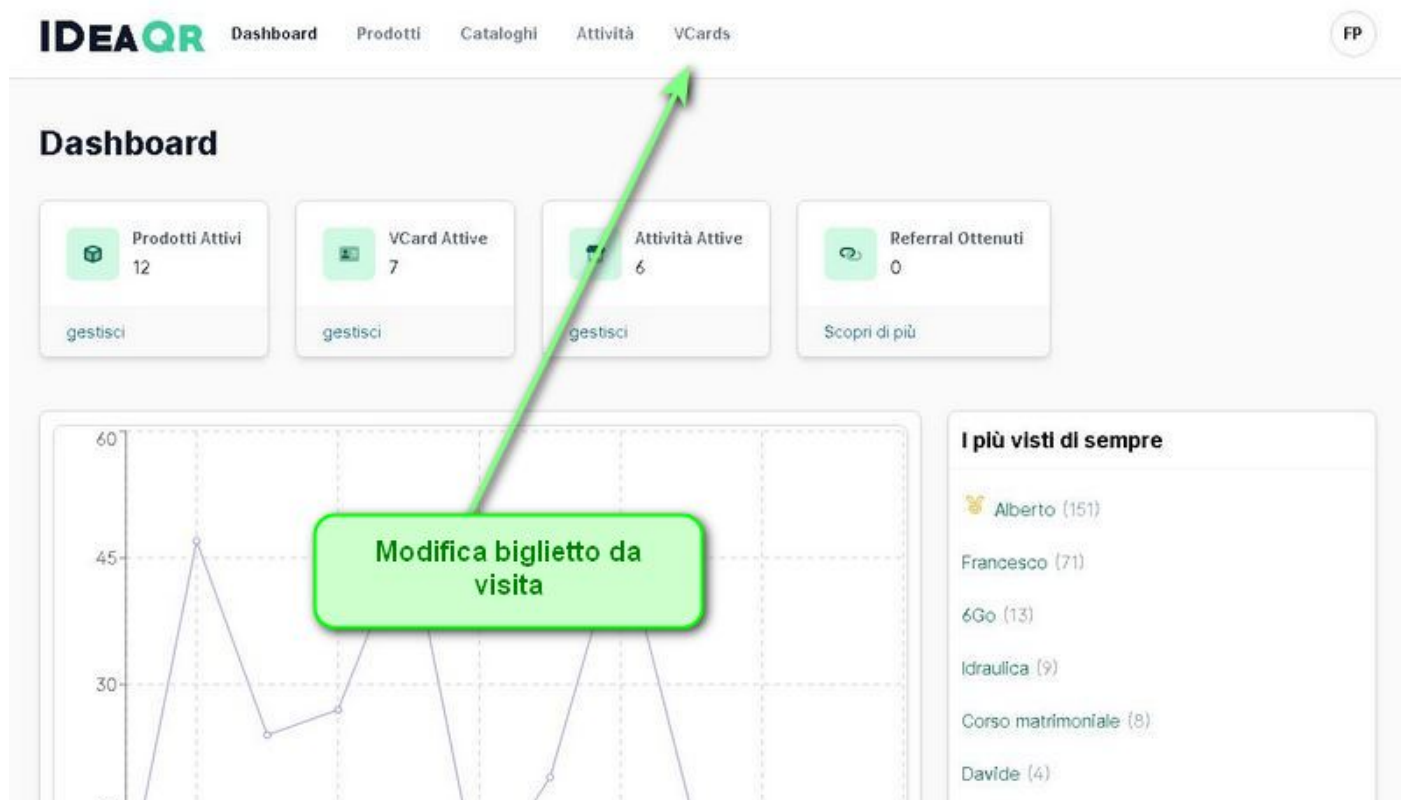 IDEAQR Dashboard Prodotti Cataloghi Attività VCards FP
Dashboard
Prodotti Attivi
12
gestisci
VCard Attive
7
gestisci
Attività Attive
6
gestisci
Referral Ottenuti
0
Scopri di più
60
45
30
Modifica biglietto da
visita
I più visti di sempre
Alberto (151)
Francesco (71)
6Go (13)
Idraulica (9)
Corso matrimoniale (8)
Davide (4)